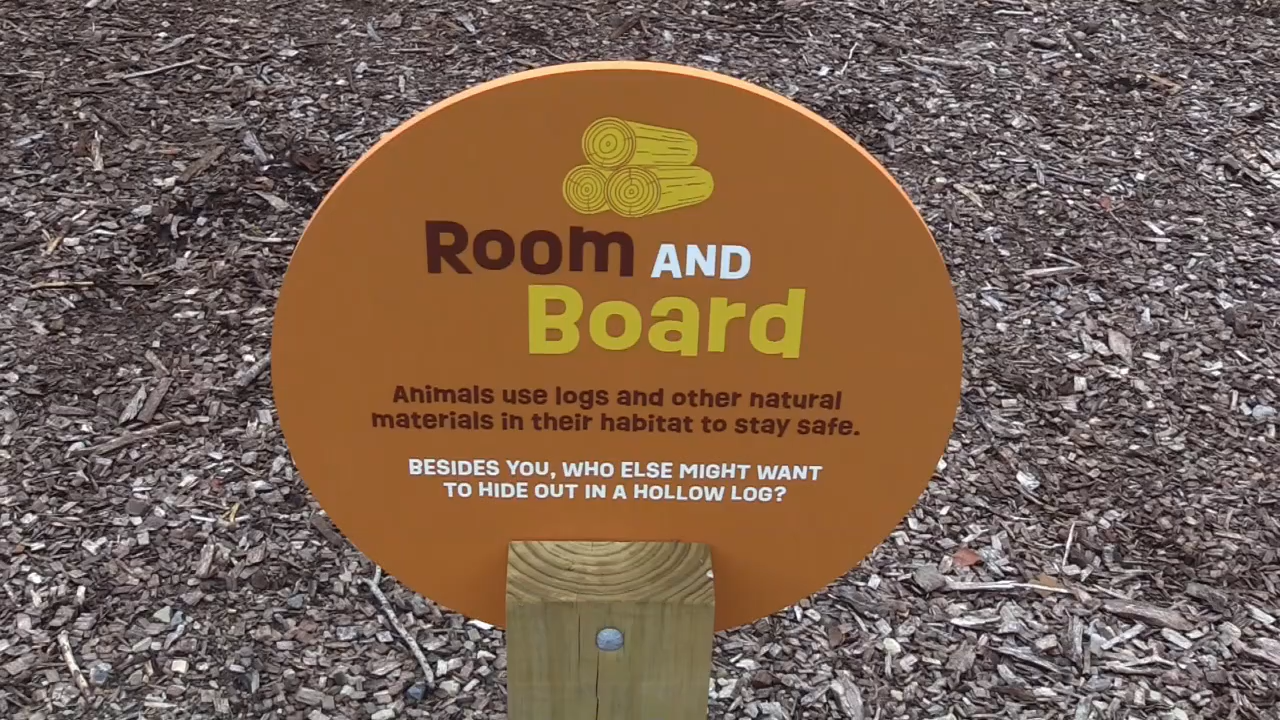 Room AND
Board
Animals use logs and other natural
materials in their habitat to stay safe.
BESIDES YOU, WHO ELSE MIGHT WANT
TO HIDE OUT IN A HOLLOW LOG?